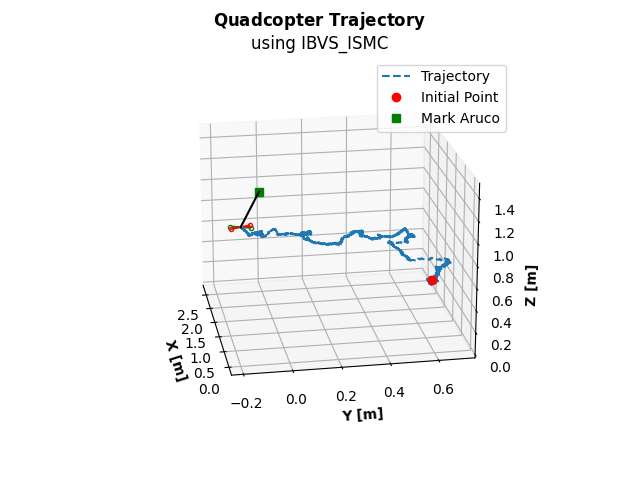 Quadcopter Trajectory
using IBVS_ISMC
Trajectory
Initial Point
Mark Aruco
1.4
1.2
1.0
0.8
0.6
0.4
0.2
0.0
Z [m]
2.5
2.0
1.5
1.0
0.5
0.0
X [m]
−0.2
0.0
0.2
0.4
0.6
Y [m]